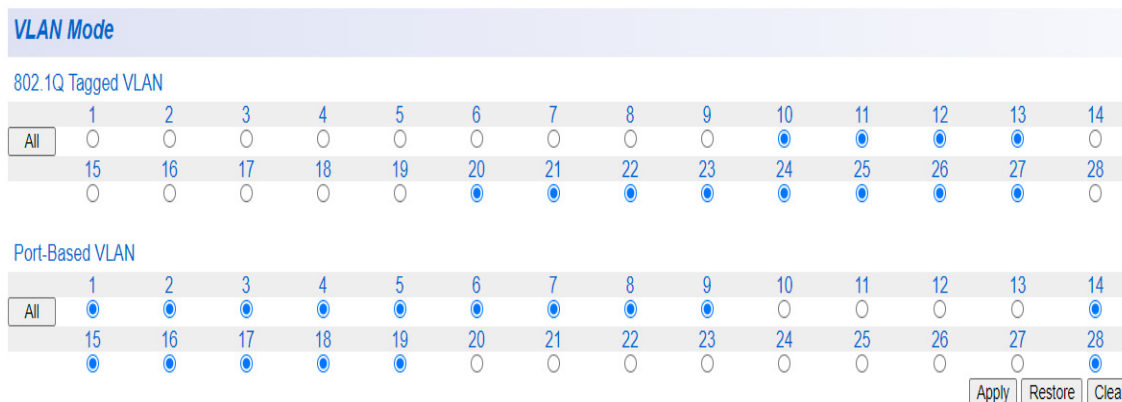 VLAN Mode
802.1Q Tagged VLAN
1 2 3 4 5 6 7 8 9 10 11 12 13 14
All
15 16 17 18 19 20 21 22 23 24 25 26 27 28
Port-Based VLAN
1 2 3 4 5 6 7 8 9 10 11 12 13 14
All
15 16 17 18 19 20 21 22 23 24 25 26 27 28
Apply Restore Clea